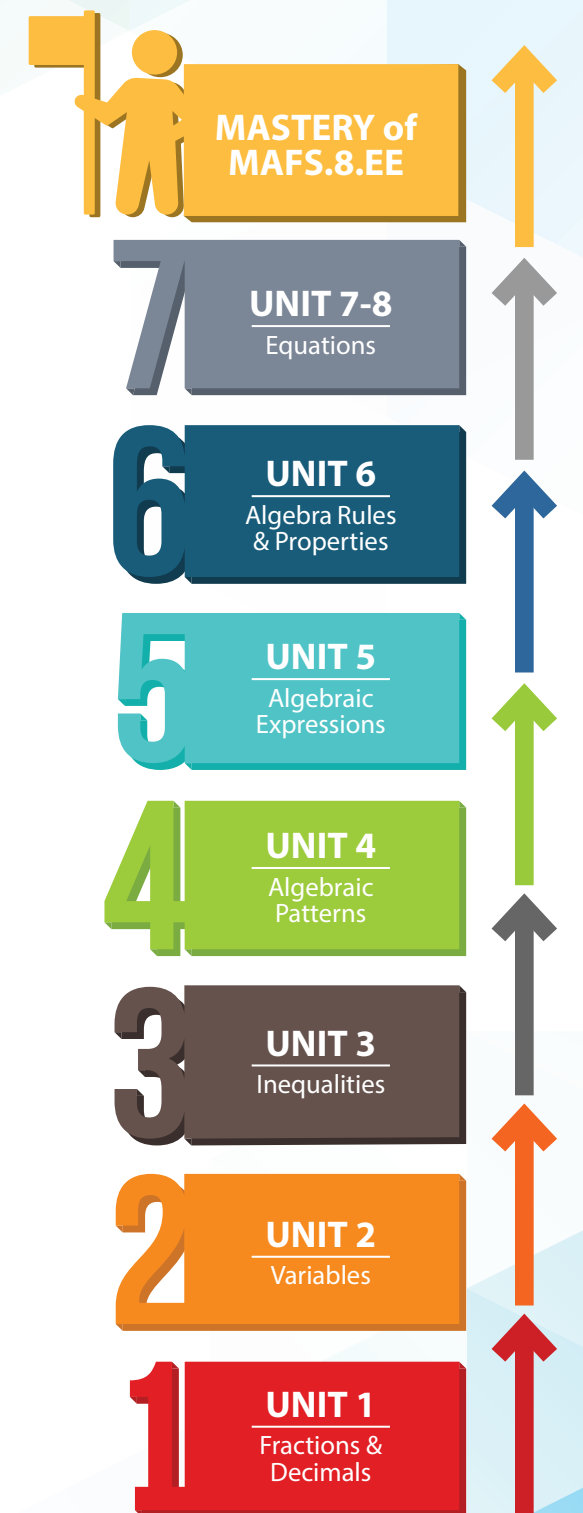 MASTERY of
MAFS.8.EE
7
UNIT 7-8
Equations
6
UNIT 6
Algebra Rules
& Properties
5
UNIT 5
Algebraic
Expressions
4
UNIT 4
Algebraic
Patterns
3
UNIT 3
Inequalities
2
UNIT 2
Variables
1
UNIT 1
Fractions &
Decimals